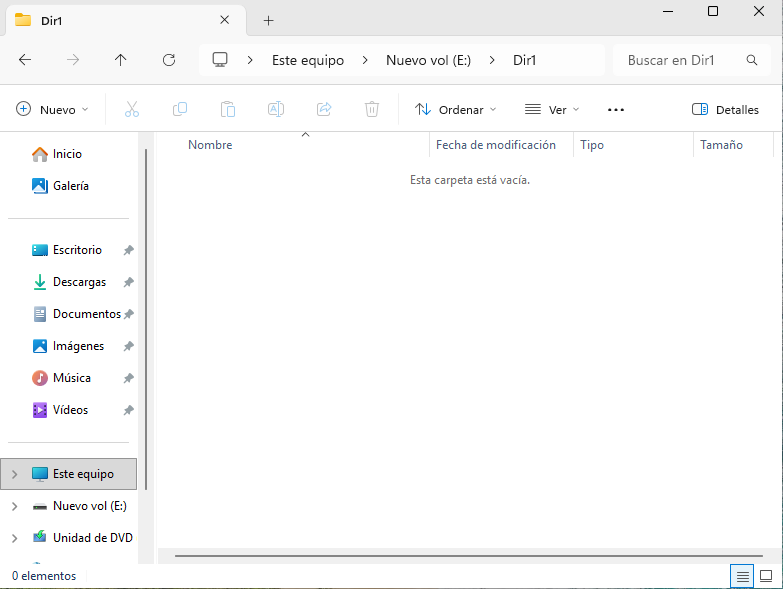 Dir1
Este equipo
Nuevo vol (E:)
Dir1
Buscar en Dir1
Nuevo
Ordenar
Ver
Detalles
Inicio
Galería
Escritorio
Descargas
Documentos
Imágenes
Música
Vídeos
Este equipo
Nuevo vol (E:)
Unidad de DVD
Nombre
Fecha de modificación
Tipo
Tamaño
Esta carpeta está vacía.
0 elementos